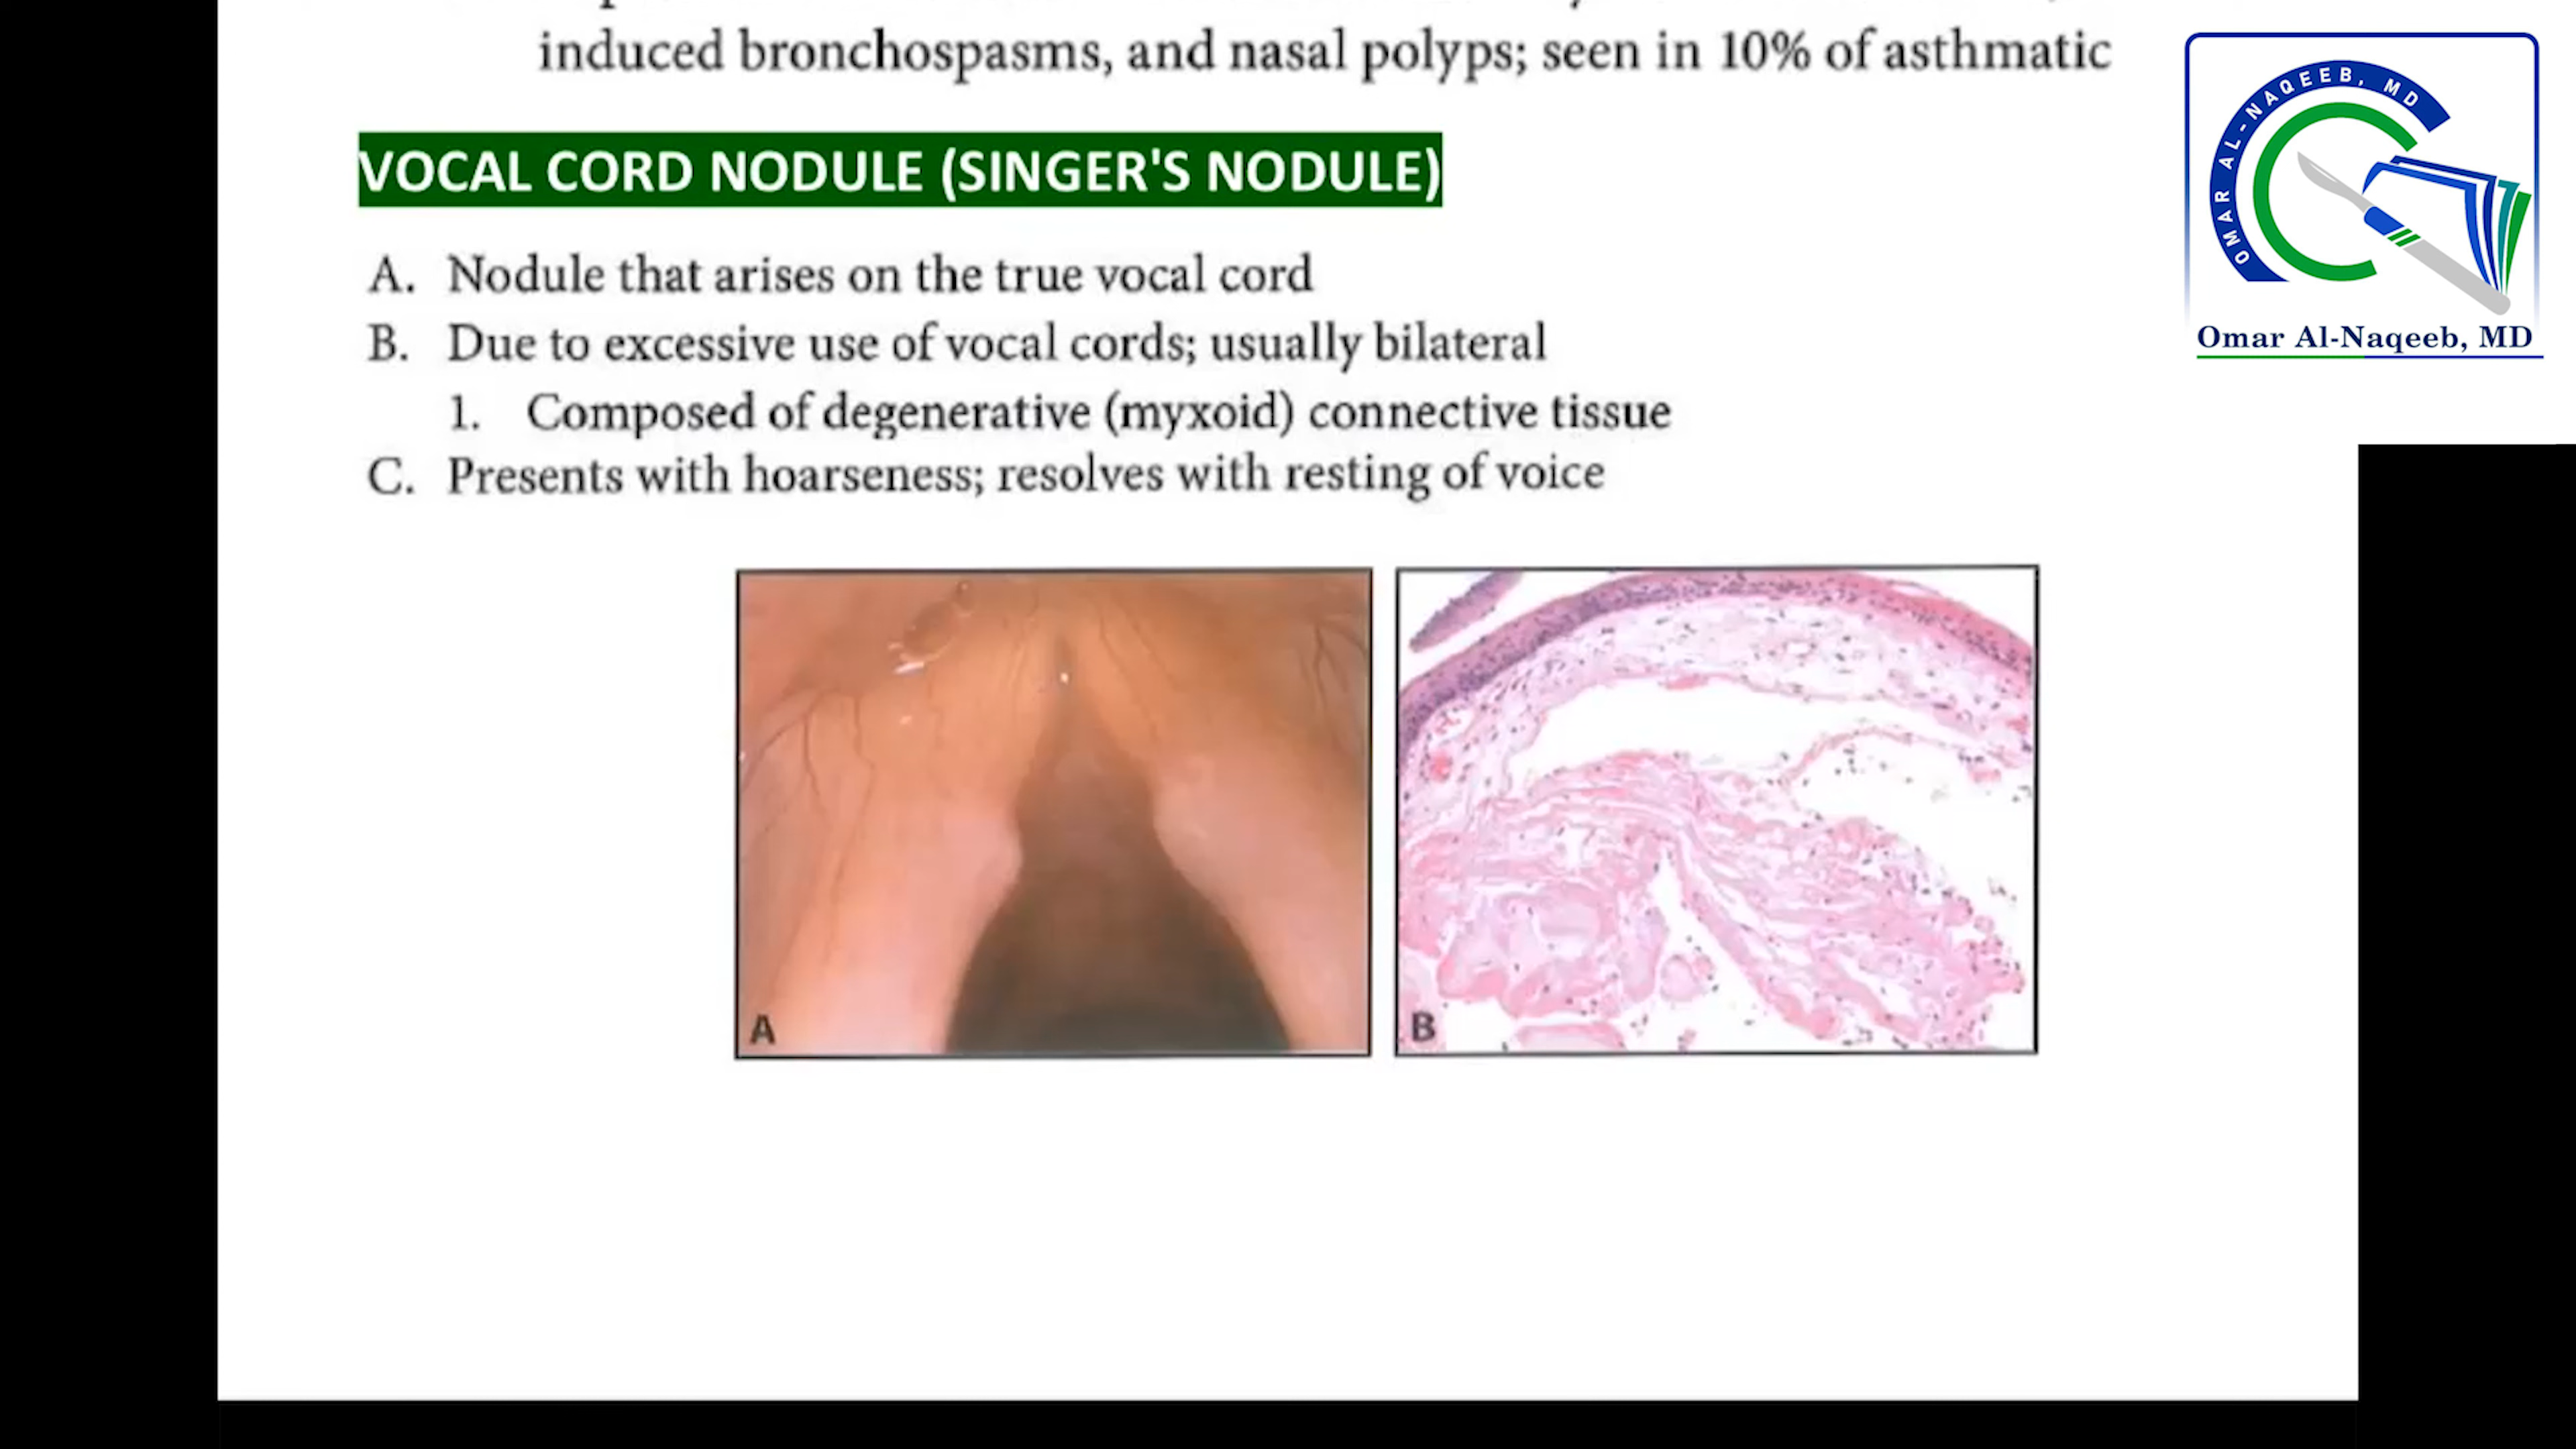 induced bronchospasms, and nasal polyps; seen in 10% of asthmatic
VOCAL CORD NODULE (SINGER'S NODULE)
A. Nodule that arises on the true vocal cord
B. Due to excessive use of vocal cords; usually bilateral
1. Composed of degenerative (myxoid) connective tissue
C. Presents with hoarseness; resolves with resting of voice
A
B
OMAR AL-NAQEEB, MD
Omar Al-Naqeeb, MD